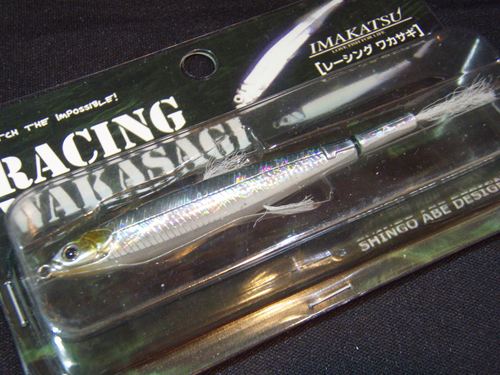 TCH THE IMPOSSIBLE!
RACING
WAKASAGI
IMAKATSU
[レーシング ワカサギ]
SHINGO ABE DESIGN